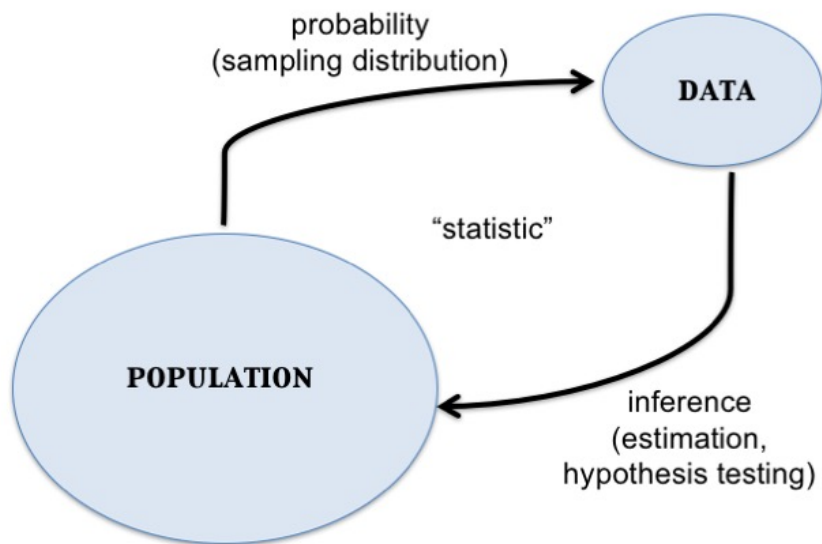 probability
(sampling distribution)
DATA
“statistic”
POPULATION
inference
(estimation,
hypothesis testing)